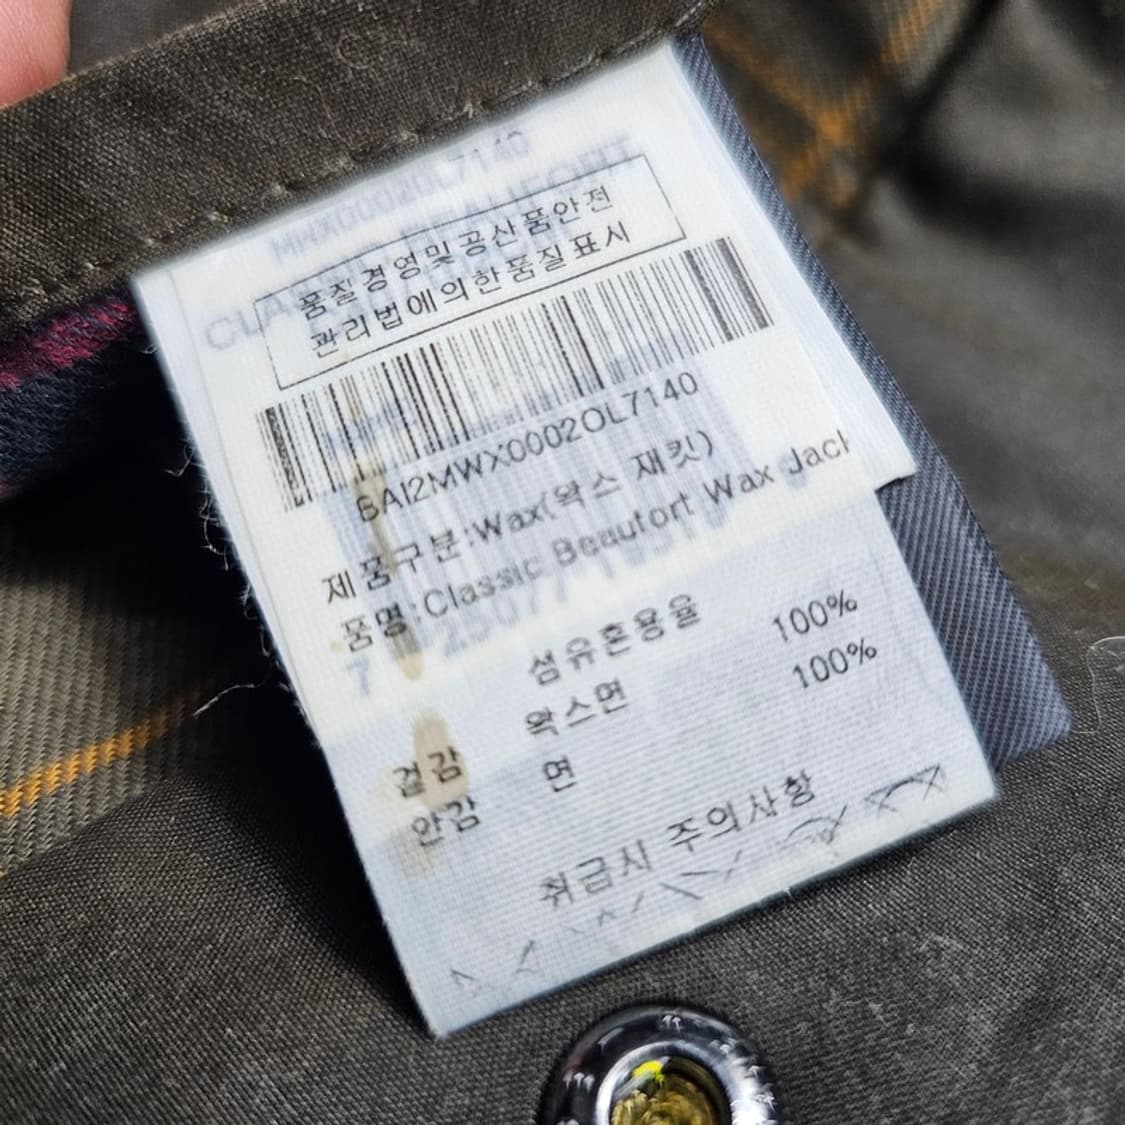 품질경영및공산품안전
관리법에의한품질표시
BAI2MWX0002OL7140
제품구분:Wax(왁스 재킷)
품명:Classic Beaufort Wax Jack
섬유혼용율
겉감 왁스면 100%
안감 면 100%
취급시 주의사항